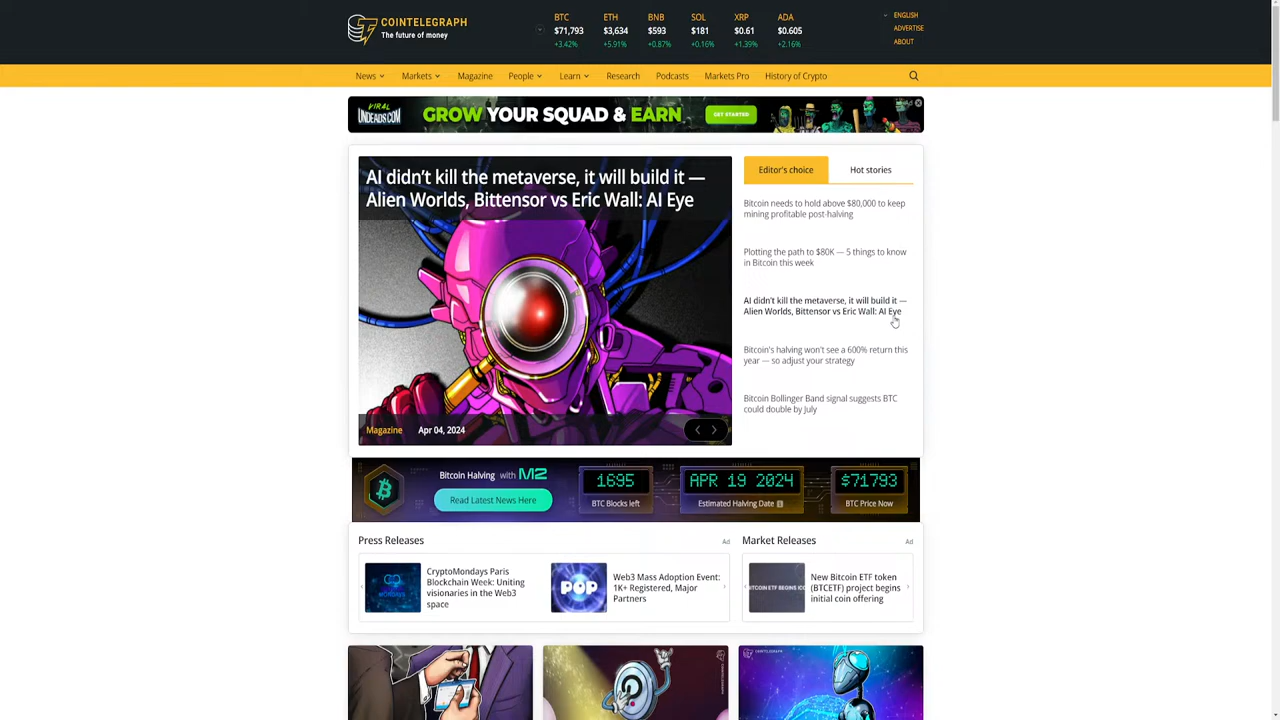 COINTELEGRAPH
The future of money
BTC
$71,793
+3.42%
ETH
$3,634
+5.91%
BNB
$593
+0.87%
SOL
$181
+0.16%
XRP
$0.61
+1.39%
ADA
$0.605
+2.16%
ENGLISH
ADVERTISE
ABOUT
News
Markets
Magazine
People
Learn
Research
Podcasts
Markets Pro
History of Crypto
VIRAL
UNDEADS.COM
GROW YOUR SQUAD & EARN
GET STARTED
AI didn't kill the metaverse, it will build it —
Alien Worlds, Bittensor vs Eric Wall: AI Eye
Magazine
Apr 04, 2024
Editor's choice
Hot stories
Bitcoin needs to hold above $80,000 to keep
mining profitable post-halving
Plotting the path to $80K — 5 things to know
in Bitcoin this week
AI didn't kill the metaverse, it will build it —
Alien Worlds, Bittensor vs Eric Wall: AI Eye
Bitcoin's halving won't see a 600% return this
year — so adjust your strategy
Bitcoin Bollinger Band signal suggests BTC
could double by July
Bitcoin Halving with M2
Read Latest News Here
1695
BTC Blocks left
APR 19 2024
Estimated Halving Date
$71793
BTC Price Now
Press Releases
Ad
CryptoMondays Paris
Blockchain Week: Uniting
visionaries in the Web3
space
POP
Web3 Mass Adoption Event:
1K+ Registered, Major
Partners
Market Releases
Ad
New Bitcoin ETF token
(BTCETF) project begins
initial coin offering